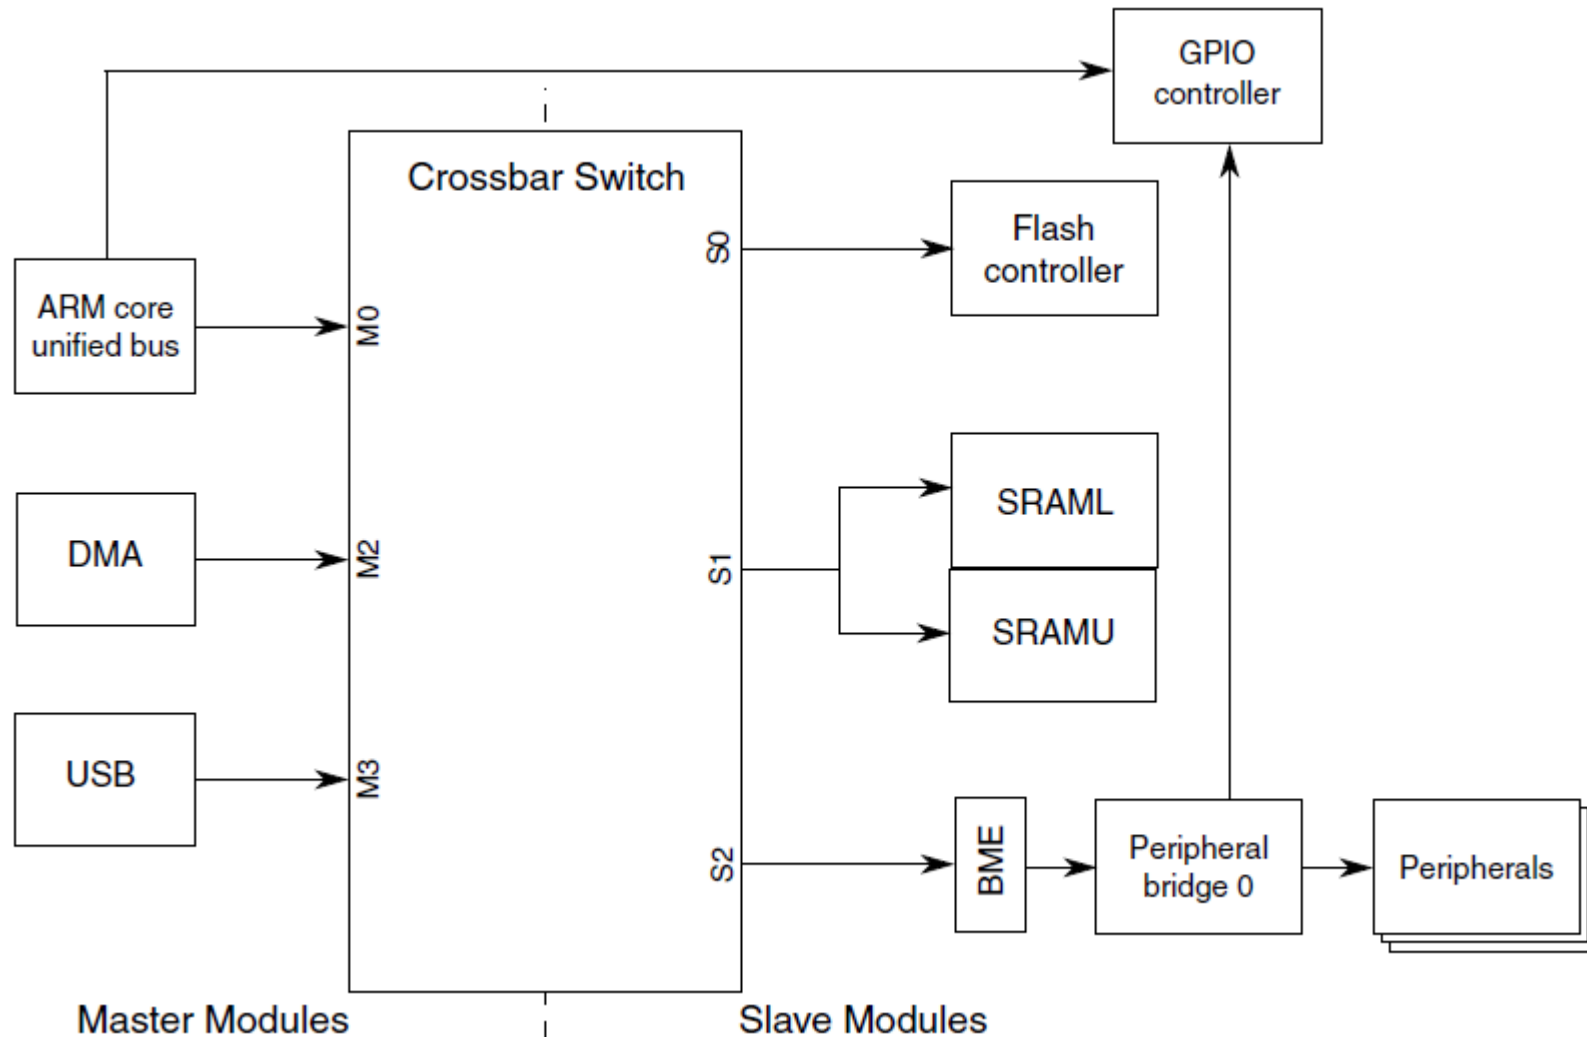 GPIO
controller
Crossbar Switch
S0
Flash
controller
ARM core
unified bus
M0
SRAML
DMA
M2
S1
SRAMU
USB
M3
S2
BME
Peripheral
bridge 0
Peripherals
Master Modules
Slave Modules